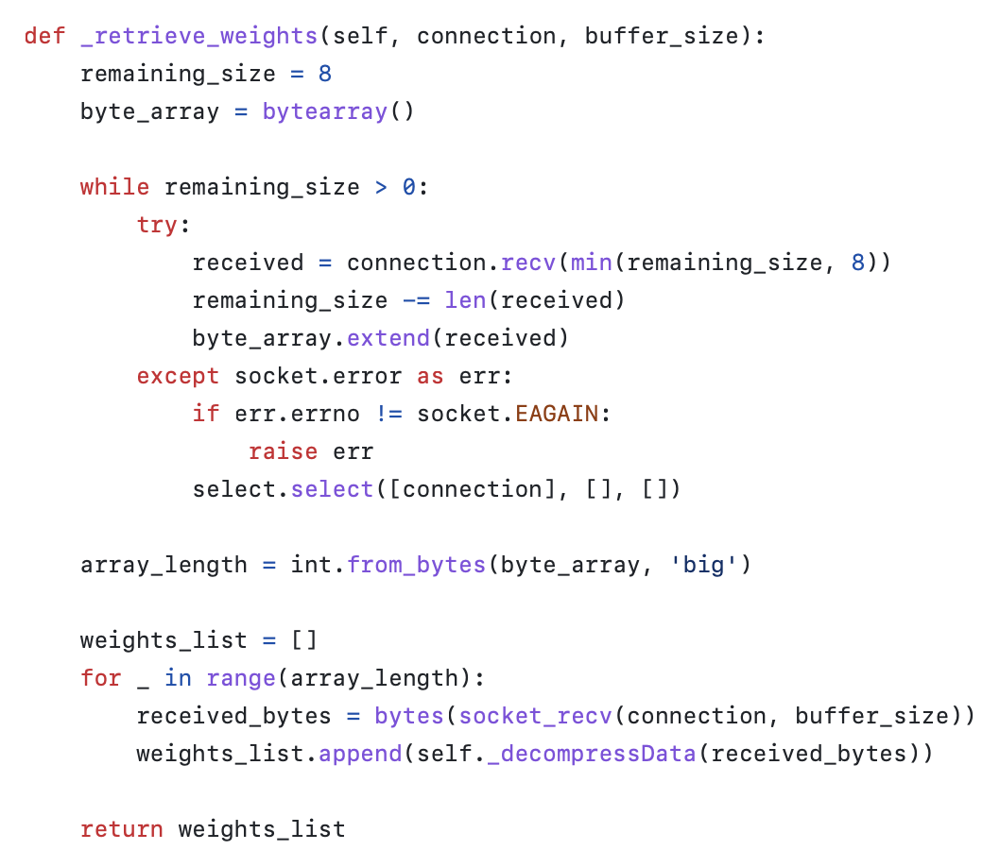 def _retrieve_weights(self, connection, buffer_size):
    remaining_size = 8
    byte_array = bytearray()

    while remaining_size > 0:
        try:
            received = connection.recv(min(remaining_size, 8))
            remaining_size -= len(received)
            byte_array.extend(received)
        except socket.error as err:
            if err.errno != socket.EAGAIN:
                raise err
            select.select([connection], [], [])

    array_length = int.from_bytes(byte_array, 'big')

    weights_list = []
    for _ in range(array_length):
        received_bytes = bytes(socket_recv(connection, buffer_size))
        weights_list.append(self._decompressData(received_bytes))

    return weights_list